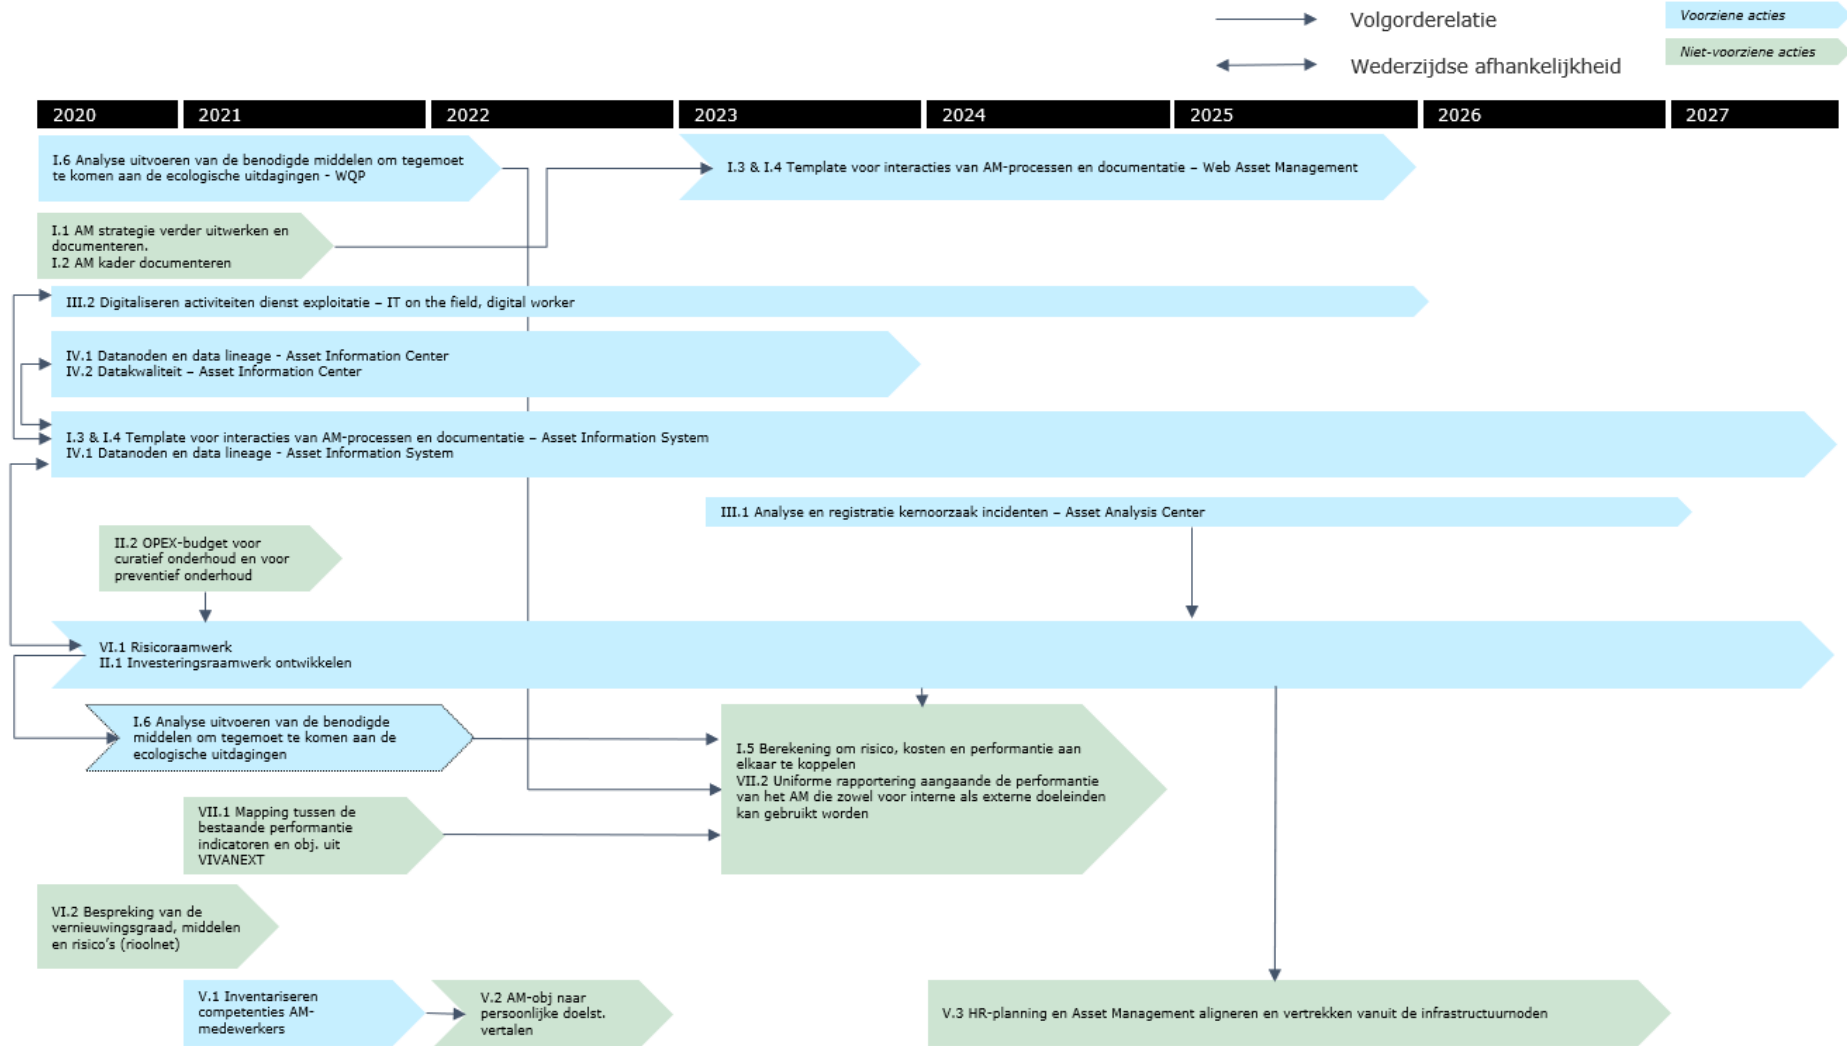 Volgorderelatie
Voorziene acties
Niet-voorziene acties
Wederzijdse afhankelijkheid
2020
2021
2022
2023
2024
2025
2026
2027
I.6 Analyse uitvoeren van de benodigde middelen om tegemoet
te komen aan de ecologische uitdagingen - WQP
I.3 & I.4 Template voor interacties van AM-processen en documentatie – Web Asset Management
I.1 AM strategie verder uitwerken en
documenteren.
I.2 AM kader documenteren
III.2 Digitaliseren activiteiten dienst exploitatie – IT on the field, digital worker
IV.1 Datanoden en data lineage - Asset Information Center
IV.2 Datakwaliteit – Asset Information Center
I.3 & I.4 Template voor interacties van AM-processen en documentatie – Asset Information System
IV.1 Datanoden en data lineage - Asset Information System
III.1 Analyse en registratie kernoorzaak incidenten – Asset Analysis Center
II.2 OPEX-budget voor
curatief onderhoud en voor
preventief onderhoud
VI.1 Risicoraamwerk
II.1 Investeringsraamwerk ontwikkelen
I.6 Analyse uitvoeren van de benodigde
middelen om tegemoet te komen aan de
ecologische uitdagingen
I.5 Berekening om risico, kosten en performantie aan
elkaar te koppelen
VII.2 Uniforme rapportering aangaande de performantie
van het AM die zowel voor interne als externe doeleinden
kan gebruikt worden
VII.1 Mapping tussen de
bestaande performantie
indicatoren en obj. uit
VIVANEXT
VI.2 Bespreking van de
vernieuwingsgraad, middelen
en risico's (rioolnet)
V.1 Inventariseren
competenties AM-
medewerkers
V.2 AM-obj naar
persoonlijke doelst.
vertalen
V.3 HR-planning en Asset Management aligneren en vertrekken vanuit de infrastructuurnoden